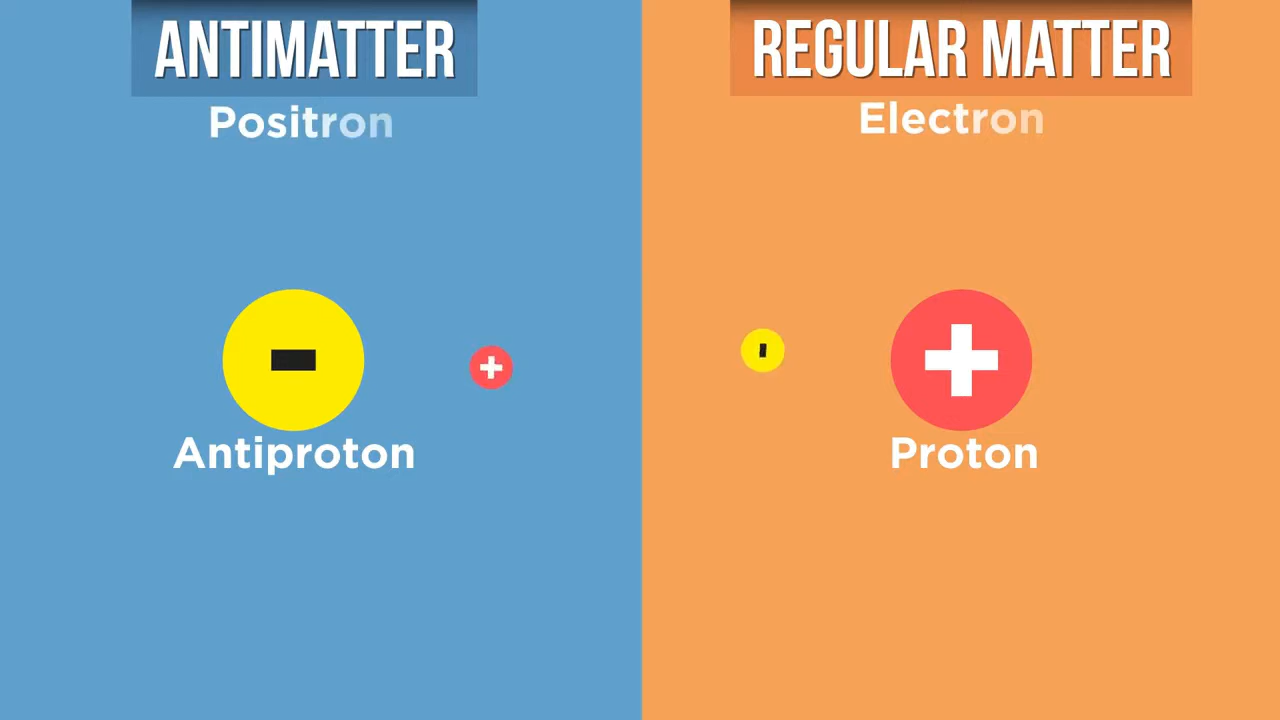 ANTIMATTER
Positron
-
+
Antiproton
REGULAR MATTER
Electron
-
+
Proton